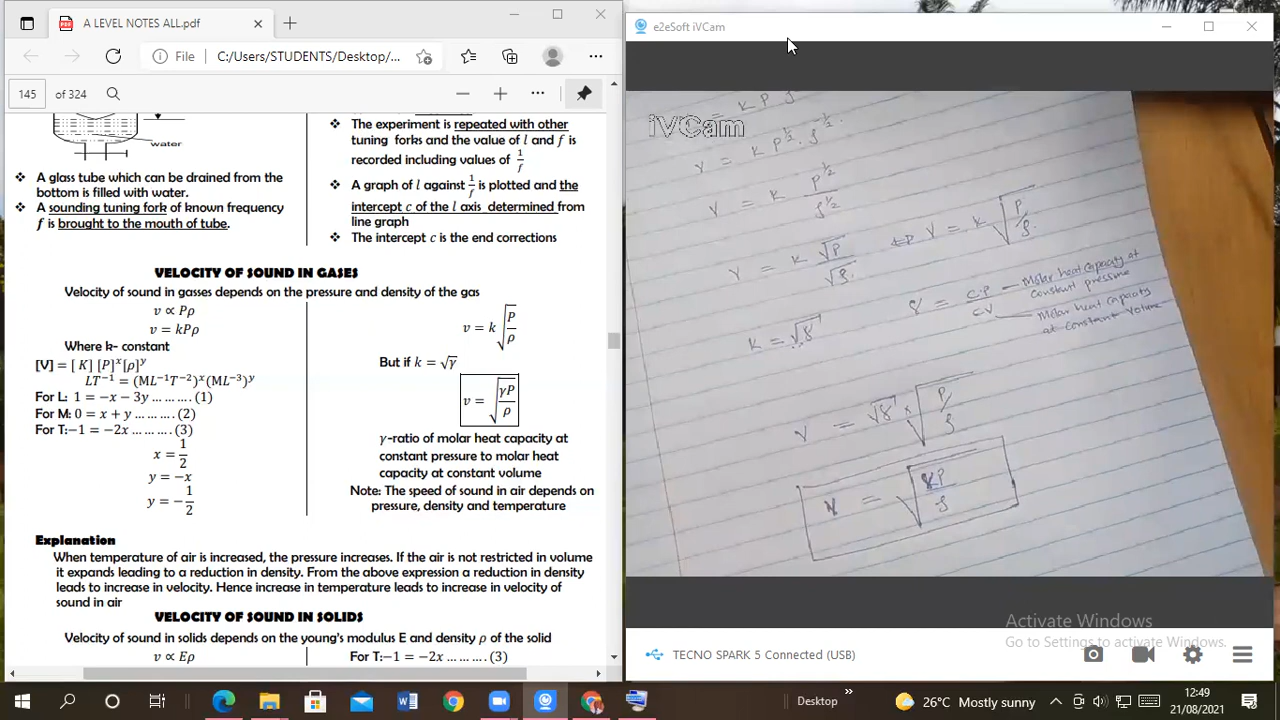 A LEVEL NOTES ALL.pdf
File C:/Users/STUDENTS/Desktop/...
145 of 324
water
❖ A glass tube which can be drained from the
bottom is filled with water.
❖ A sounding tuning fork of known frequency
f is brought to the mouth of tube.
❖ The experiment is repeated with other
tuning forks and the value of l and f is
recorded including values of 1/f
❖ A graph of l against 1/f is plotted and the
intercept c of the l axis determined from
line graph
❖ The intercept c is the end corrections
VELOCITY OF SOUND IN GASES
Velocity of sound in gasses depends on the pressure and density of the gas
v ∝ Pρ
v = kPρ
Where k- constant
[V] = [ K] [P]ˣ[ρ]ʸ
LT⁻¹ = (ML⁻¹T⁻²)ˣ(ML⁻³)ʸ
For L: 1 = −x − 3y ... ... ... (1)
For M: 0 = x + y ... ... ... (2)
For T:−1 = −2x ... ... ... (3)
x = 1/2
y = −x
y = − 1/2
v = k √(P/ρ)
But if k = √γ
v = √(γP/ρ)
γ-ratio of molar heat capacity at
constant pressure to molar heat
capacity at constant volume
Note: The speed of sound in air depends on
pressure, density and temperature
Explanation
When temperature of air is increased, the pressure increases. If the air is not restricted in volume
it expands leading to a reduction in density. From the above expression a reduction in density
leads to increase in velocity. Hence increase in temperature leads to increase in velocity of
sound in air
VELOCITY OF SOUND IN SOLIDS
Velocity of sound in solids depends on the young's modulus E and density ρ of the solid
v ∝ Eρ
For T:−1 = −2x ... ... ... (3)
e2eSoft iVCam
iVCam
V = k P^½ . ρ^-½.
V = k P^½/ρ^½
V = k √P/√ρ. V = k √(P/ρ).
γ = CP/CV
Molar heat capacity at
constant pressure
Molar heat capacity
at constant volume
k = √γ
V = √γ × √(P/ρ)
V = √(γP/ρ)
Activate Windows
Go to Settings to activate Windows.
TECNO SPARK 5 Connected (USB)
Desktop
26°C Mostly sunny
12:49
21/08/2021